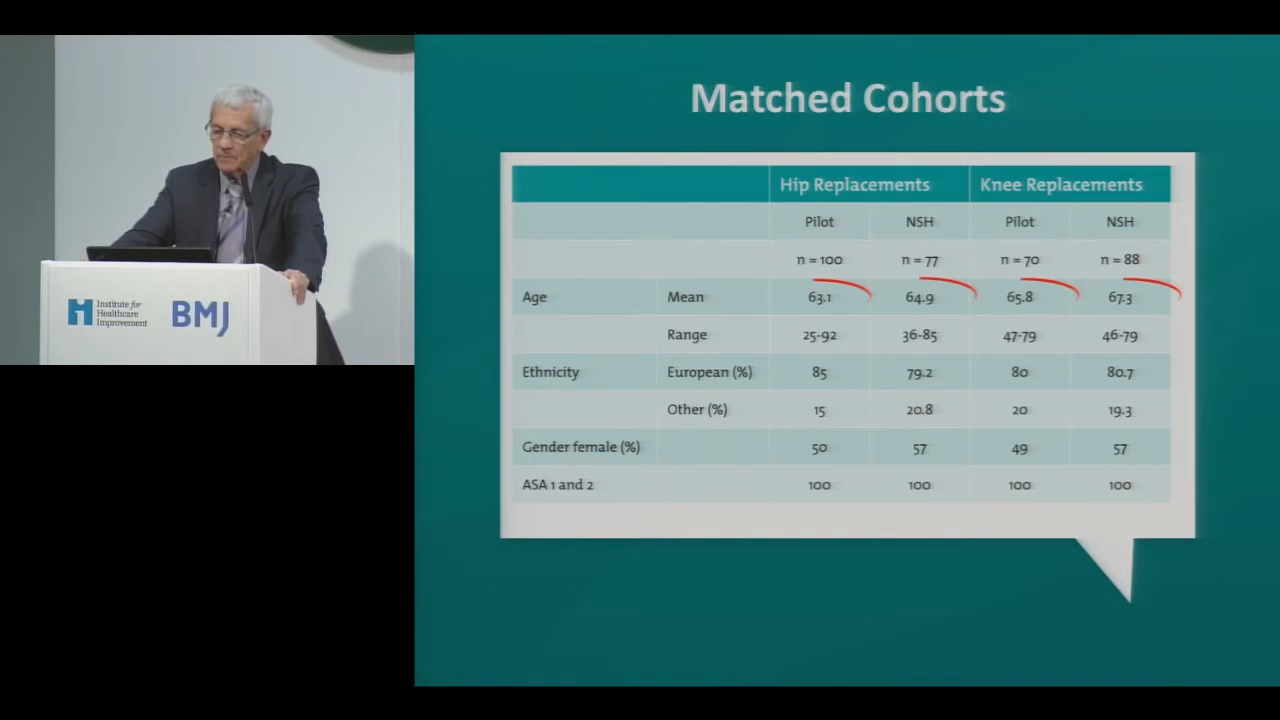 Institute for
Healthcare
Improvement
BMJ
Matched Cohorts
Hip Replacements Knee Replacements
Pilot NSH Pilot NSH
n = 100 n = 77 n = 70 n = 88
Age Mean 63.1 64.9 65.8 67.3
Range 25-92 36-85 47-79 46-79
Ethnicity European (%) 85 79.2 80 80.7
Other (%) 15 20.8 20 19.3
Gender female (%) 50 57 49 57
ASA 1 and 2 100 100 100 100